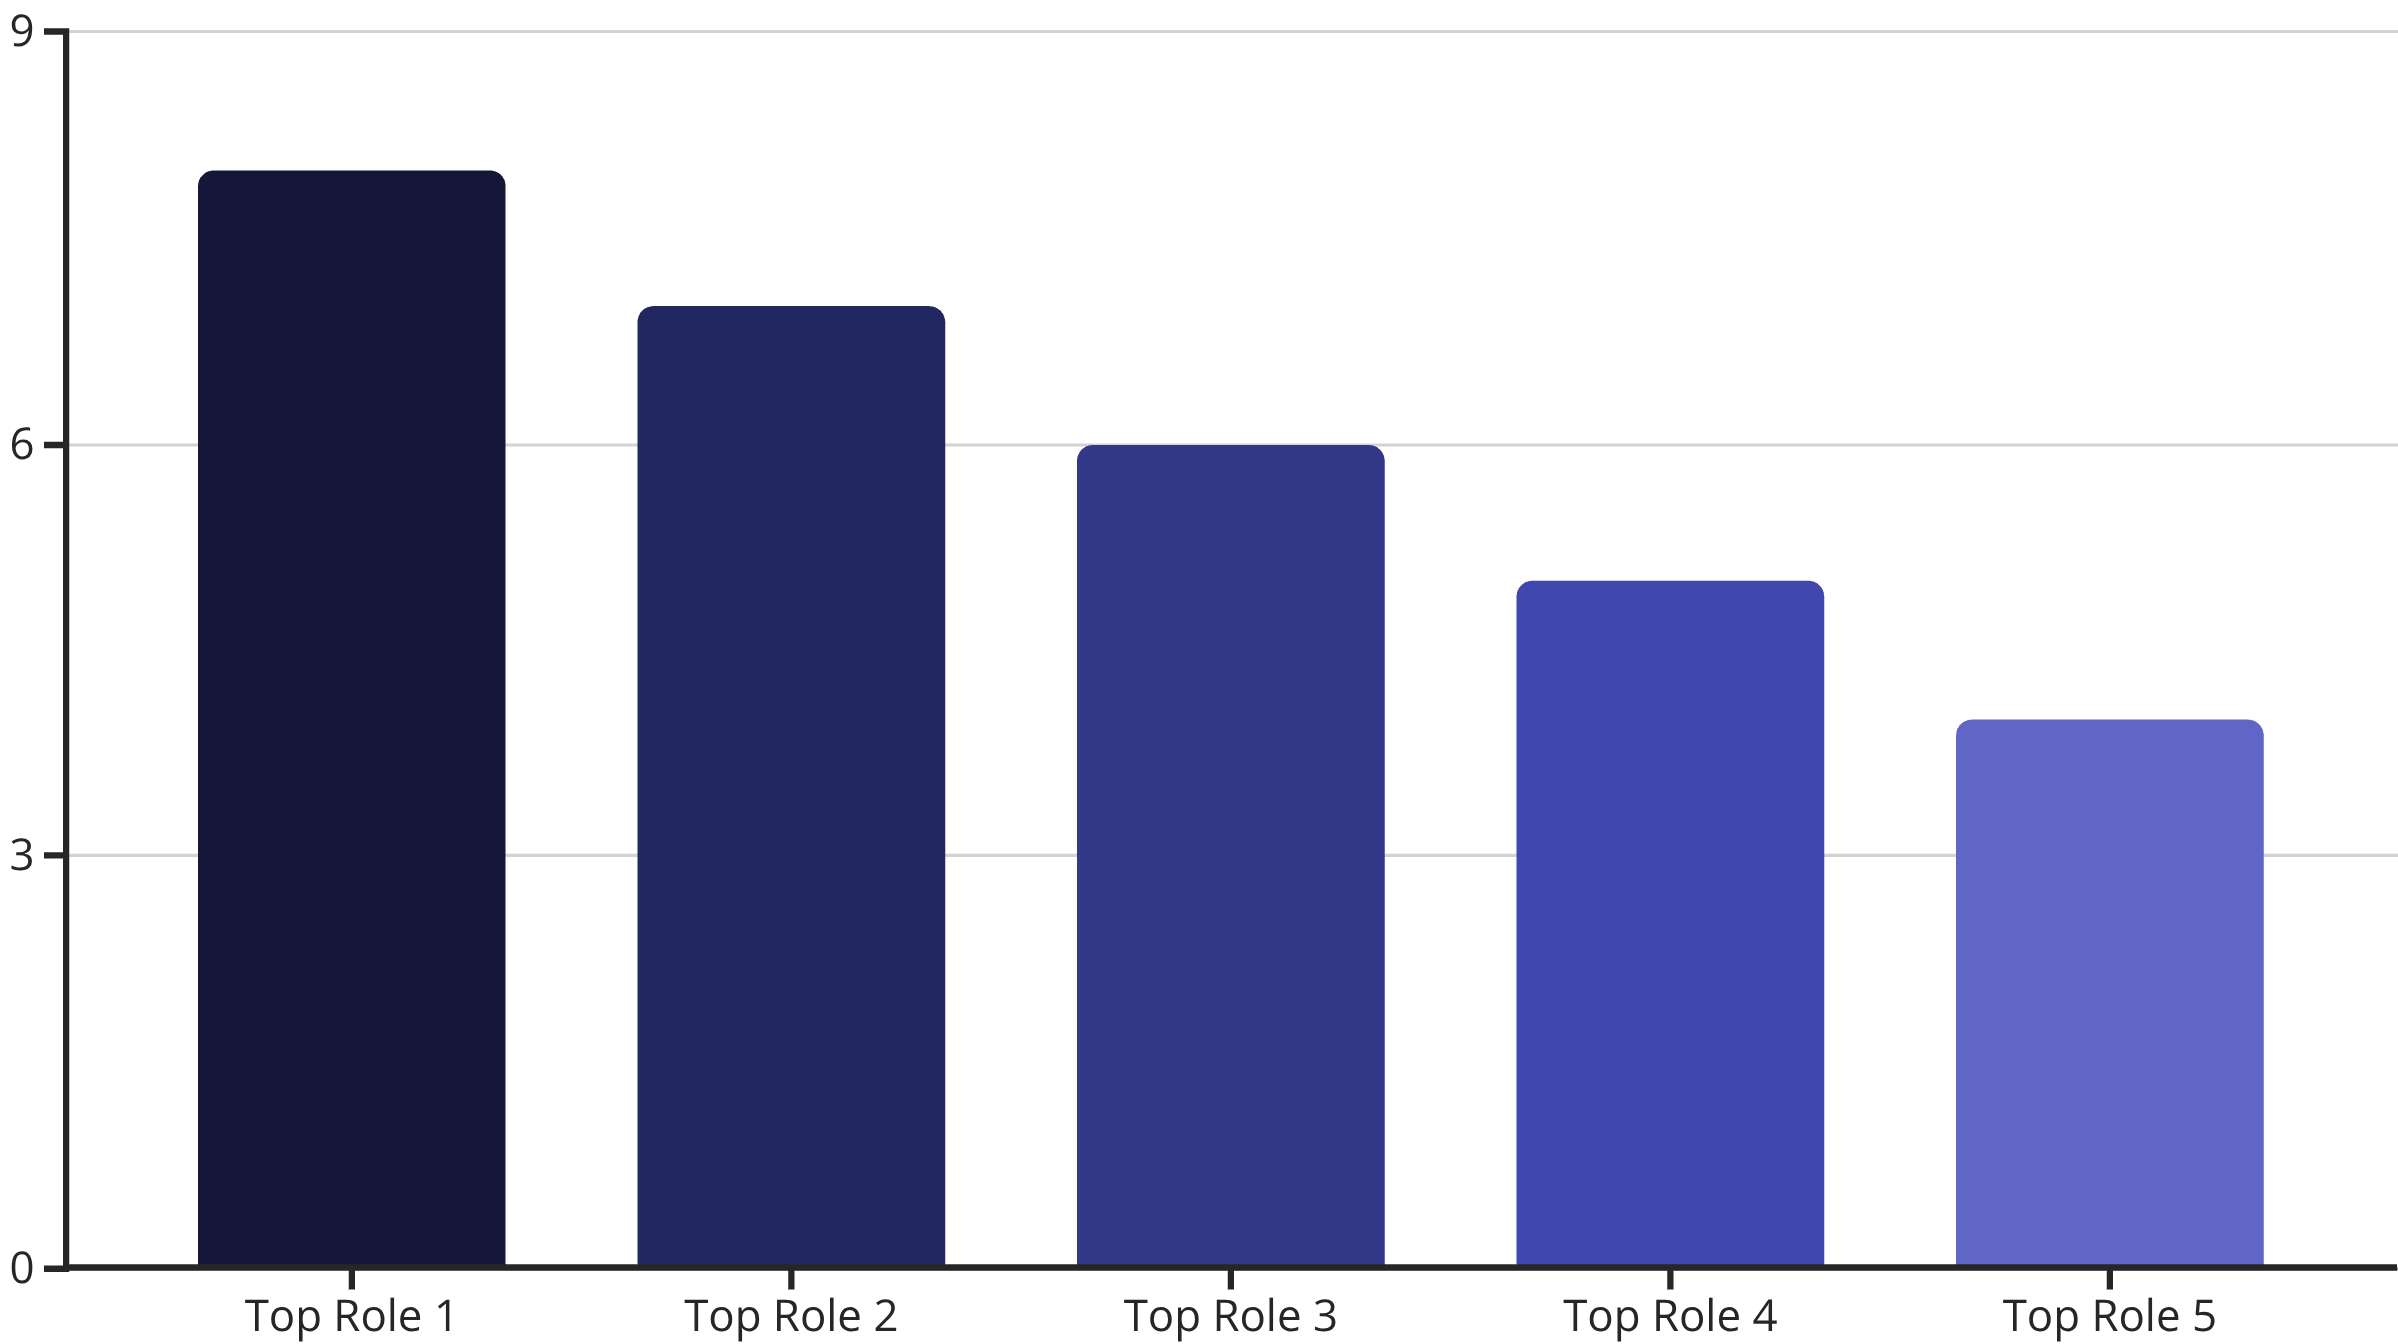 9
6
3
0
Top Role 1
Top Role 2
Top Role 3
Top Role 4
Top Role 5